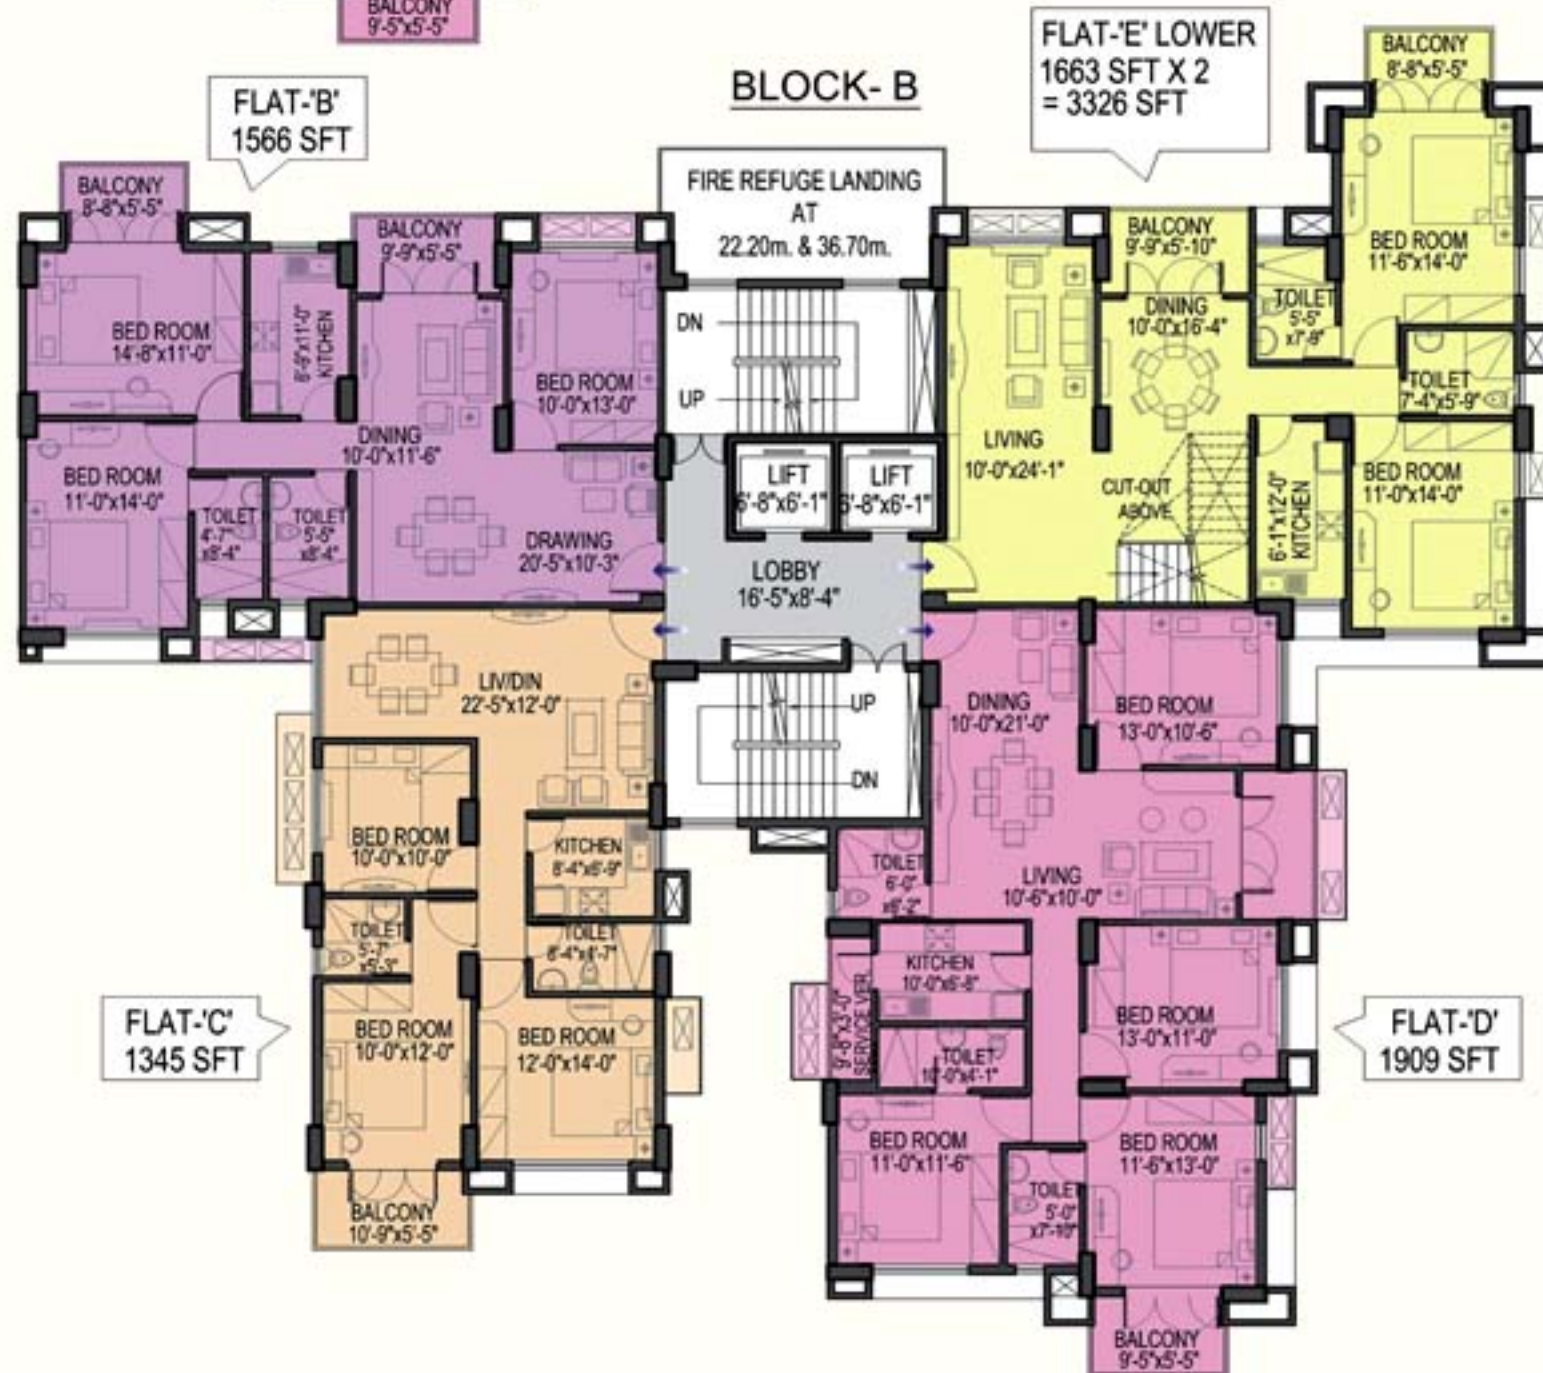 BALCONY
9'-5"x5'-5"
BLOCK- B
FLAT-'B'
1566 SFT
FLAT-'E' LOWER
1663 SFT X 2
= 3326 SFT
BALCONY
8'-8"x5'-5"
FIRE REFUGE LANDING
AT
22.20m. & 36.70m.
BALCONY
8'-8"x5'-5"
BALCONY
9'-9"x5'-5"
BALCONY
9'-9"x5'-10"
BED ROOM
11'-6"x14'-0"
BED ROOM
14'-8"x11'-0"
KITCHEN
BED ROOM
10'-0"x13'-0"
DN
UP
DINING
10'-0"x16'-4"
TOILET
5'-5"
x7'-9"
TOILET
7'-4"x5'-9"
DINING
10'-0"x11'-6"
LIVING
10'-0"x24'-1"
BED ROOM
11'-0"x14'-0"
LIFT
6'-8"x6'-1"
LIFT
6'-8"x6'-1"
CUT-OUT
ABOVE
6'-1"x12'-0"
KITCHEN
BED ROOM
11'-0"x14'-0"
TOILET
4'-7"
x8'-4"
TOILET
5'-5"
x8'-4"
DRAWING
20'-5"x10'-3"
LOBBY
16'-5"x8'-4"
LIV/DIN
22'-5"x12'-0"
UP
DN
DINING
10'-0"x21'-0"
BED ROOM
13'-0"x10'-6"
BED ROOM
10'-0"x10'-0"
KITCHEN
8'-4"x6'-9"
TOILET
6'-0"
x6'-2"
LIVING
10'-6"x10'-0"
TOILET
5'-7"
x5'-3"
TOILET
8'-4"x4'-7"
KITCHEN
10'-0"x6'-8"
9'-8"x3'-0"
SERVICE VER
FLAT-'C'
1345 SFT
BED ROOM
10'-0"x12'-0"
BED ROOM
12'-0"x14'-0"
BED ROOM
13'-0"x11'-0"
FLAT-'D'
1909 SFT
TOILET
10'-0"x4'-1"
BED ROOM
11'-0"x11'-6"
BED ROOM
11'-6"x13'-0"
TOILET
5'-0"
x7'-10"
BALCONY
10'-9"x5'-5"
BALCONY
9'-5"x5'-5"